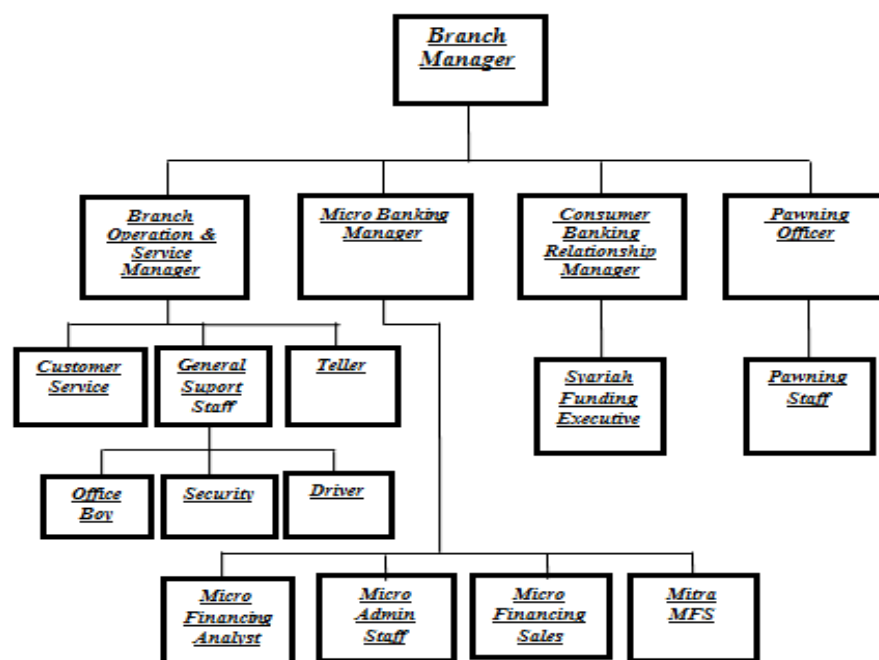 Branch
Manager
Branch
Operation &
Service
Manager
Micro Banking
Manager
Consumer
Banking
Relationship
Manager
Pawning
Officer
Customer
Service
General
Suport
Staff
Teller
Syariah
Funding
Executive
Pawning
Staff
Office
Boy
Security
Driver
Micro
Financing
Analyst
Micro
Admin
Staff
Micro
Financing
Sales
Mitra
MFS